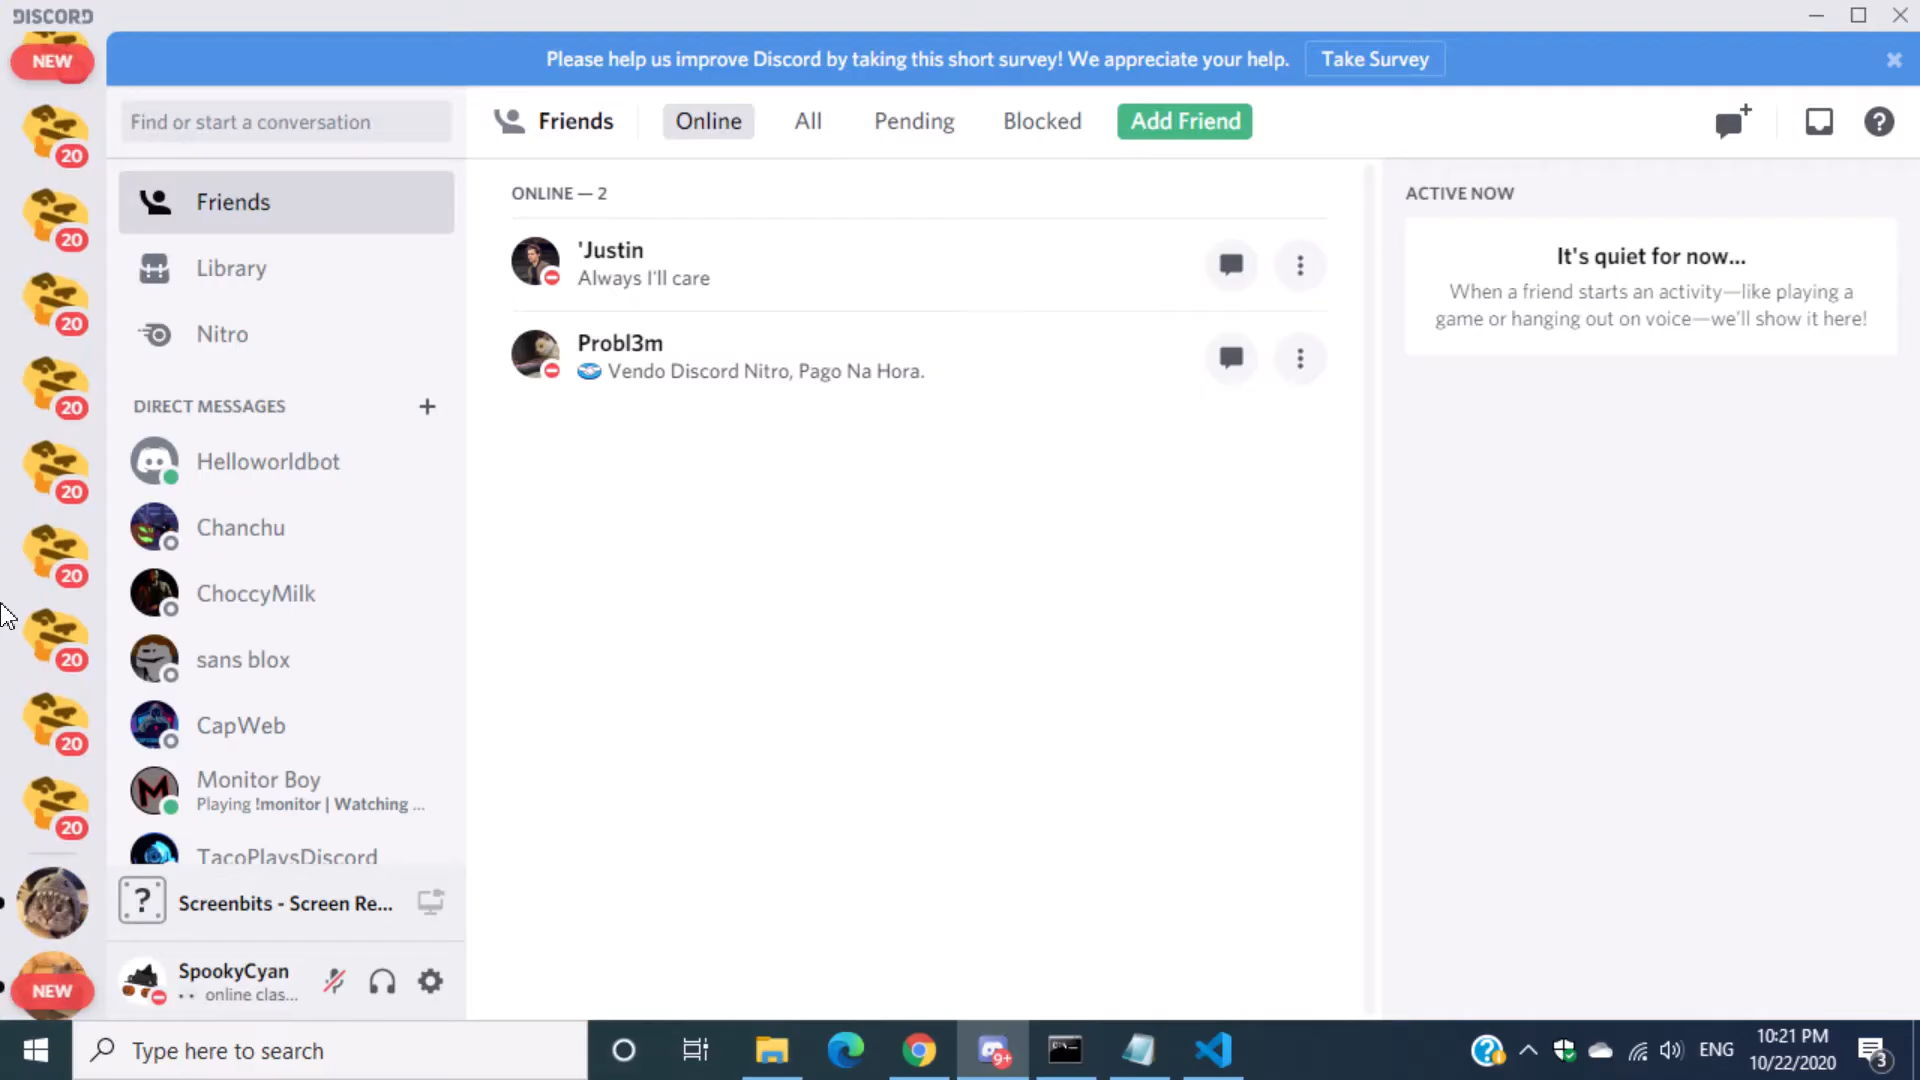 DISCORD
Please help us improve Discord by taking this short survey! We appreciate your help.
Take Survey
NEW
20
20
20
20
20
20
20
20
20
NEW
Find or start a conversation
Friends
Library
Nitro
DIRECT MESSAGES
Helloworldbot
Chanchu
ChoccyMilk
sans blox
CapWeb
Monitor Boy
Playing !monitor | Watching ...
TacoPlaysDiscord
Screenbits - Screen Re...
SpookyCyan
online clas...
Friends
Online
All
Pending
Blocked
Add Friend
ONLINE — 2
'Justin
Always I'll care
Probl3m
Vendo Discord Nitro, Pago Na Hora.
ACTIVE NOW
It's quiet for now...
When a friend starts an activity—like playing a
game or hanging out on voice—we'll show it here!
Type here to search
9+
ENG
10:21 PM
10/22/2020
3